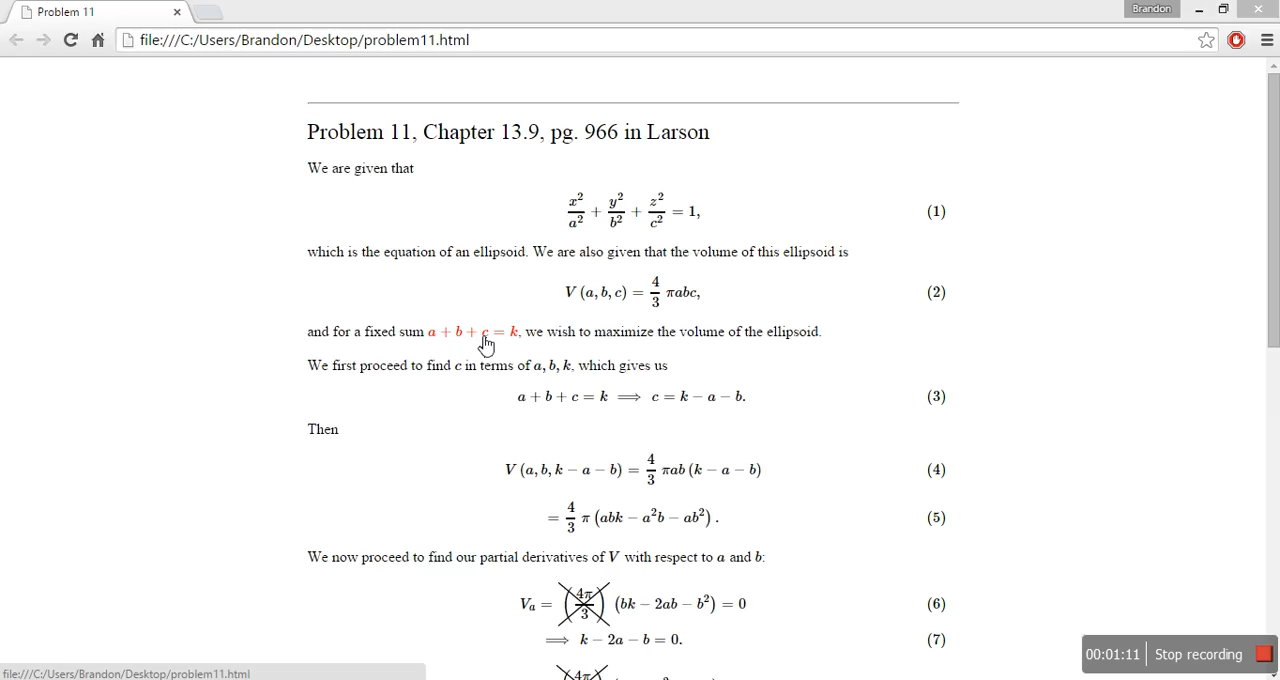 Problem 11
Brandon
file:///C:/Users/Brandon/Desktop/problem11.html
Problem 11, Chapter 13.9, pg. 966 in Larson
We are given that
x²/a² + y²/b² + z²/c² = 1, (1)
which is the equation of an ellipsoid. We are also given that the volume of this ellipsoid is
V (a, b, c) = 4/3 πabc, (2)
and for a fixed sum a + b + c = k, we wish to maximize the volume of the ellipsoid.
We first proceed to find c in terms of a, b, k, which gives us
a + b + c = k ⟹ c = k − a − b. (3)
Then
V (a, b, k − a − b) = 4/3 πab (k − a − b) (4)
= 4/3 π (abk − a²b − ab²) . (5)
We now proceed to find our partial derivatives of V with respect to a and b:
Vₐ = (4π/3) (bk − 2ab − b²) = 0 (6)
⟹ k − 2a − b = 0. (7)
00:01:11 Stop recording
4π
file:///C:/Users/Brandon/Desktop/problem11.html